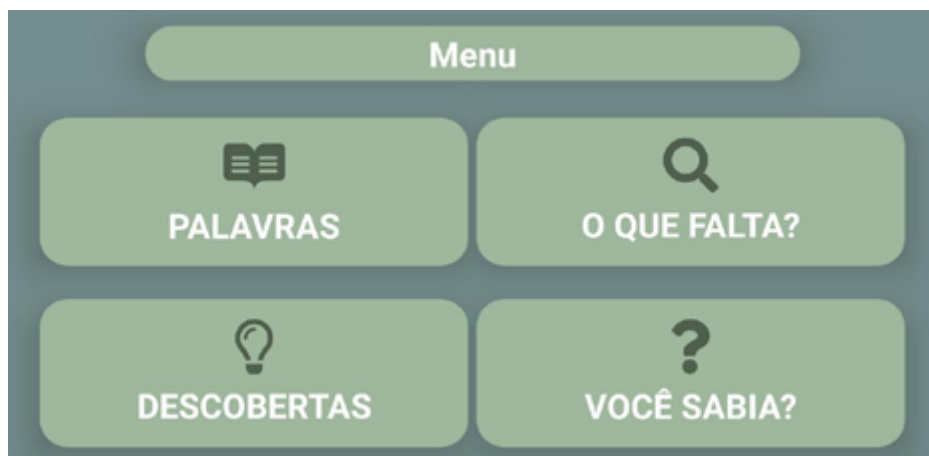 Menu
PALAVRAS
O QUE FALTA?
DESCOBERTAS
VOCÊ SABIA?